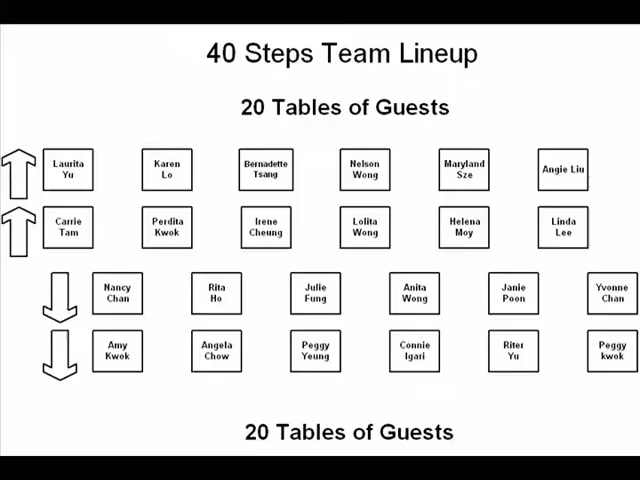 40 Steps Team Lineup
20 Tables of Guests
Laurita Yu
Karen Lo
Bernadette Tsang
Nelson Wong
Maryland Sze
Angie Liu
Carrie Tam
Perdita Kwok
Irene Cheung
Lolita Wong
Helena Moy
Linda Lee
Nancy Chan
Rita Ho
Julie Fung
Anita Wong
Janie Poon
Yvonne Chan
Amy Kwok
Angela Chow
Peggy Yeung
Connie Igari
Riter Yu
Peggy kwok
20 Tables of Guests